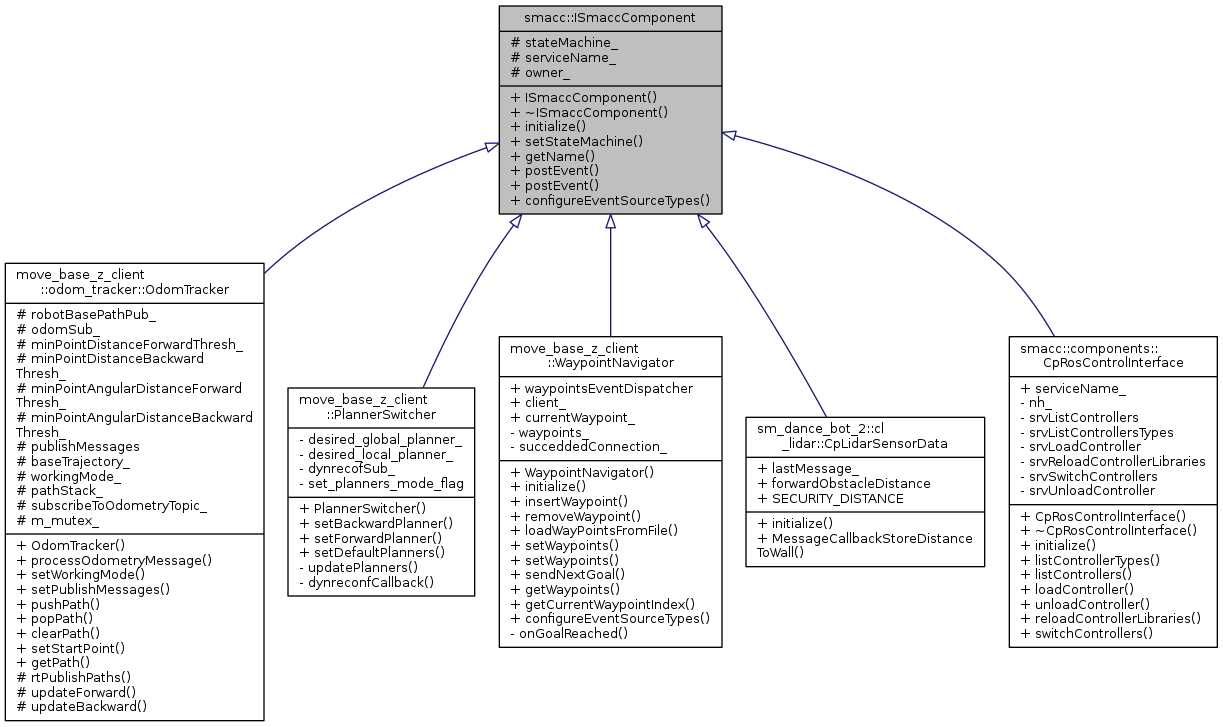 smacc::ISmaccComponent
# stateMachine_
# serviceName_
# owner_
+ ISmaccComponent()
+ ~ISmaccComponent()
+ initialize()
+ setStateMachine()
+ getName()
+ postEvent()
+ postEvent()
+ configureEventSourceTypes()
move_base_z_client
::odom_tracker::OdomTracker
# robotBasePathPub_
# odomSub_
# minPointDistanceForwardThresh_
# minPointDistanceBackward
Thresh_
# minPointAngularDistanceForward
Thresh_
# minPointAngularDistanceBackward
Thresh_
# publishMessages
# baseTrajectory_
# workingMode_
# pathStack_
# subscribeToOdometryTopic_
# m_mutex_
+ OdomTracker()
+ processOdometryMessage()
+ setWorkingMode()
+ setPublishMessages()
+ pushPath()
+ popPath()
+ clearPath()
+ setStartPoint()
+ getPath()
# rtPublishPaths()
# updateForward()
# updateBackward()
move_base_z_client
::PlannerSwitcher
- desired_global_planner_
- desired_local_planner_
- dynrecofSub_
- set_planners_mode_flag
+ PlannerSwitcher()
+ setBackwardPlanner()
+ setForwardPlanner()
+ setDefaultPlanners()
- updatePlanners()
- dynreconfCallback()
move_base_z_client
::WaypointNavigator
+ waypointsEventDispatcher
+ client_
+ currentWaypoint_
- waypoints_
- succeddedConnection_
+ WaypointNavigator()
+ initialize()
+ insertWaypoint()
+ removeWaypoint()
+ loadWayPointsFromFile()
+ setWaypoints()
+ setWaypoints()
+ sendNextGoal()
+ getWaypoints()
+ getCurrentWaypointIndex()
+ configureEventSourceTypes()
- onGoalReached()
sm_dance_bot_2::cl
_lidar::CpLidarSensorData
+ lastMessage_
+ forwardObstacleDistance
+ SECURITY_DISTANCE
+ initialize()
+ MessageCallbackStoreDistance
ToWall()
smacc::components::
CpRosControlInterface
+ serviceName_
- nh_
- srvListControllers
- srvListControllersTypes
- srvLoadController
- srvReloadControllerLibraries
- srvSwitchControllers
- srvUnloadController
+ CpRosControlInterface()
+ ~CpRosControlInterface()
+ initialize()
+ listControllerTypes()
+ listControllers()
+ loadController()
+ unloadController()
+ reloadControllerLibraries()
+ switchControllers()